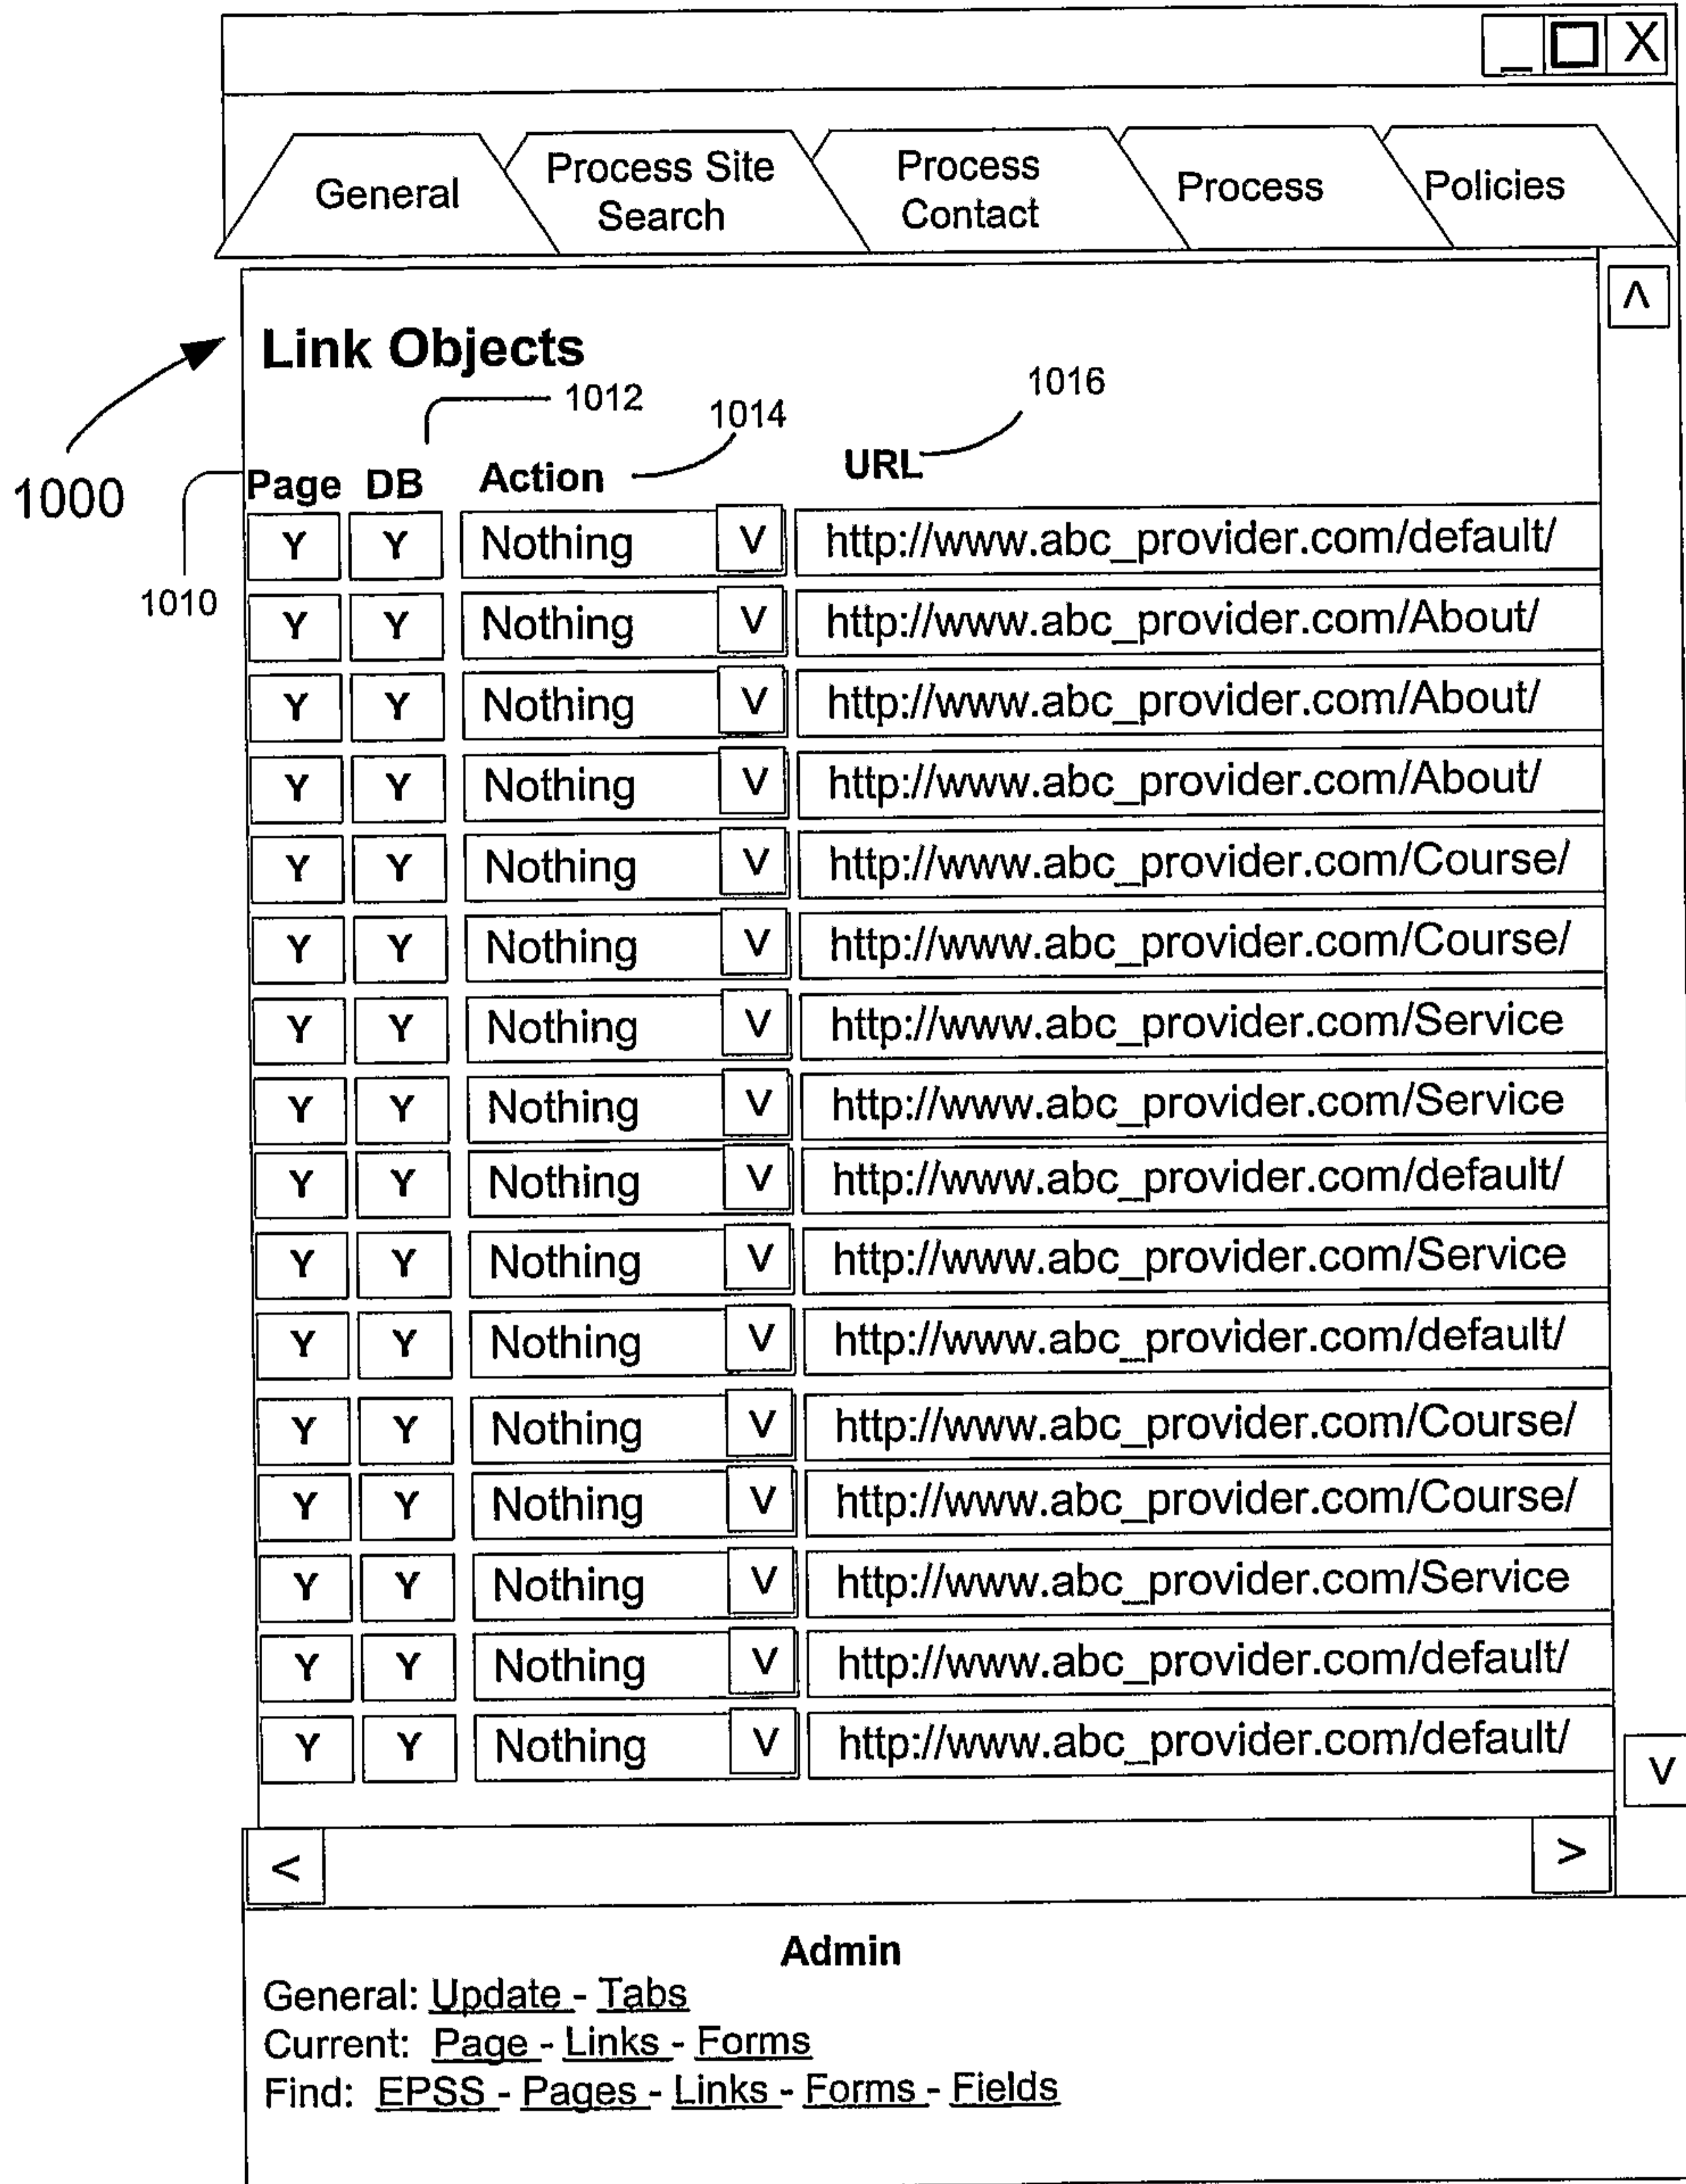 _ X
General Process Site Search Process Contact Process Policies
^
Link Objects
1000
1012
1014
1016
1010
Page DB Action URL
Y Y Nothing V http://www.abc_provider.com/default/
Y Y Nothing V http://www.abc_provider.com/About/
Y Y Nothing V http://www.abc_provider.com/About/
Y Y Nothing V http://www.abc_provider.com/About/
Y Y Nothing V http://www.abc_provider.com/Course/
Y Y Nothing V http://www.abc_provider.com/Course/
Y Y Nothing V http://www.abc_provider.com/Service
Y Y Nothing V http://www.abc_provider.com/Service
Y Y Nothing V http://www.abc_provider.com/default/
Y Y Nothing V http://www.abc_provider.com/Service
Y Y Nothing V http://www.abc_provider.com/default/
Y Y Nothing V http://www.abc_provider.com/Course/
Y Y Nothing V http://www.abc_provider.com/Course/
Y Y Nothing V http://www.abc_provider.com/Service
Y Y Nothing V http://www.abc_provider.com/default/
Y Y Nothing V http://www.abc_provider.com/default/
V
< >
Admin
General: Update - Tabs
Current: Page - Links - Forms
Find: EPSS - Pages - Links - Forms - Fields